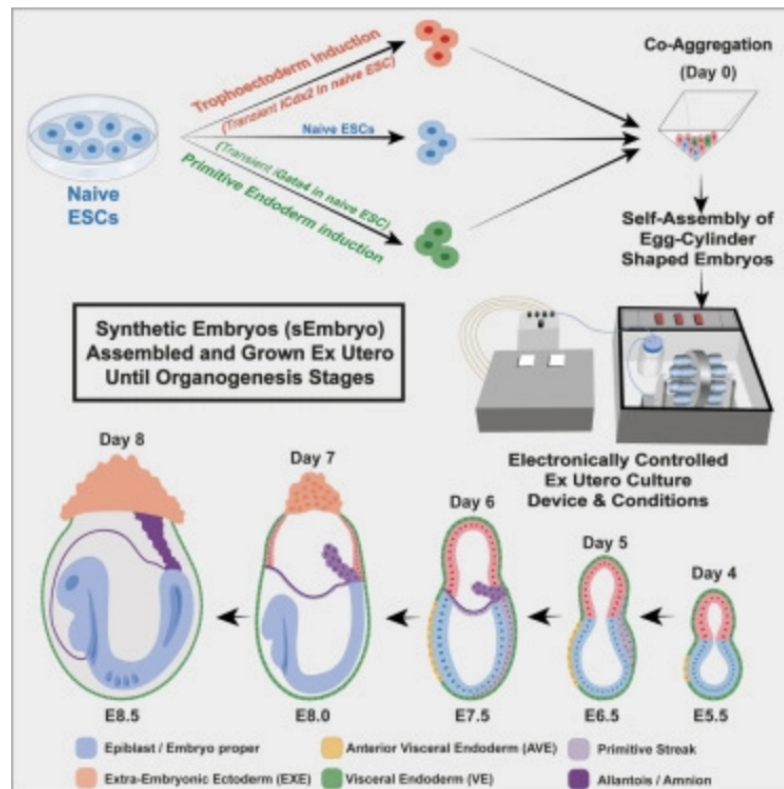 Trophoectoderm induction
(Transient iCdx2 in naive ESC)
Naive ESCs
(Transient iGata4 in naive ESC)
Primitive Endoderm induction
Naive
ESCs
Co-Aggregation
(Day 0)
Self-Assembly of
Egg-Cylinder
Shaped Embryos
Synthetic Embryos (sEmbryo)
Assembled and Grown Ex Utero
Until Organogenesis Stages
Electronically Controlled
Ex Utero Culture
Device & Conditions
Day 8
Day 7
Day 6
Day 5
Day 4
E8.5
E8.0
E7.5
E6.5
E5.5
Epiblast / Embryo proper
Anterior Visceral Endoderm (AVE)
Primitive Streak
Extra-Embryonic Ectoderm (EXE)
Visceral Endoderm (VE)
Allantois / Amnion